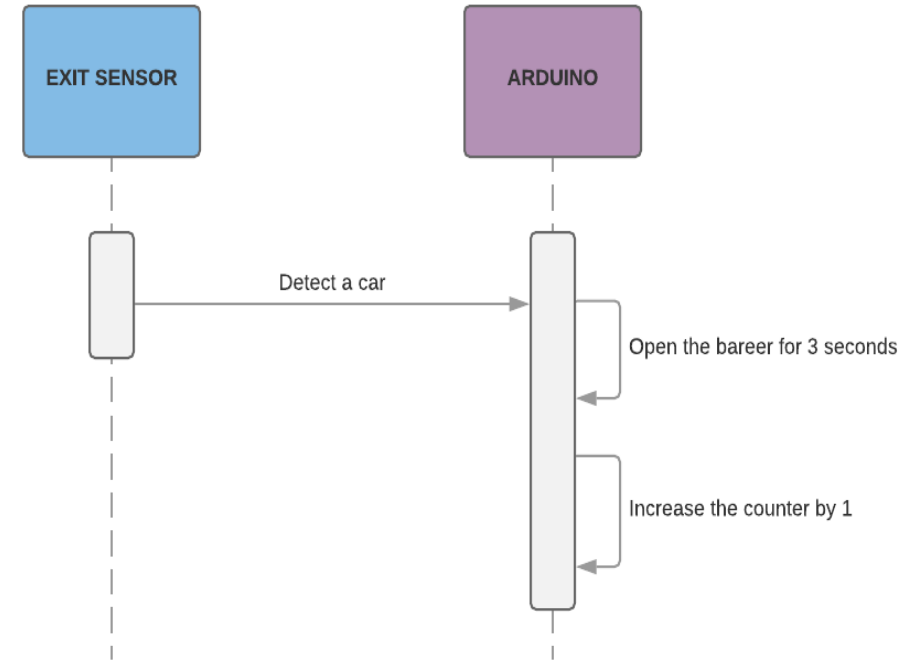 EXIT SENSOR
ARDUINO
Detect a car
Open the bareer for 3 seconds
Increase the counter by 1